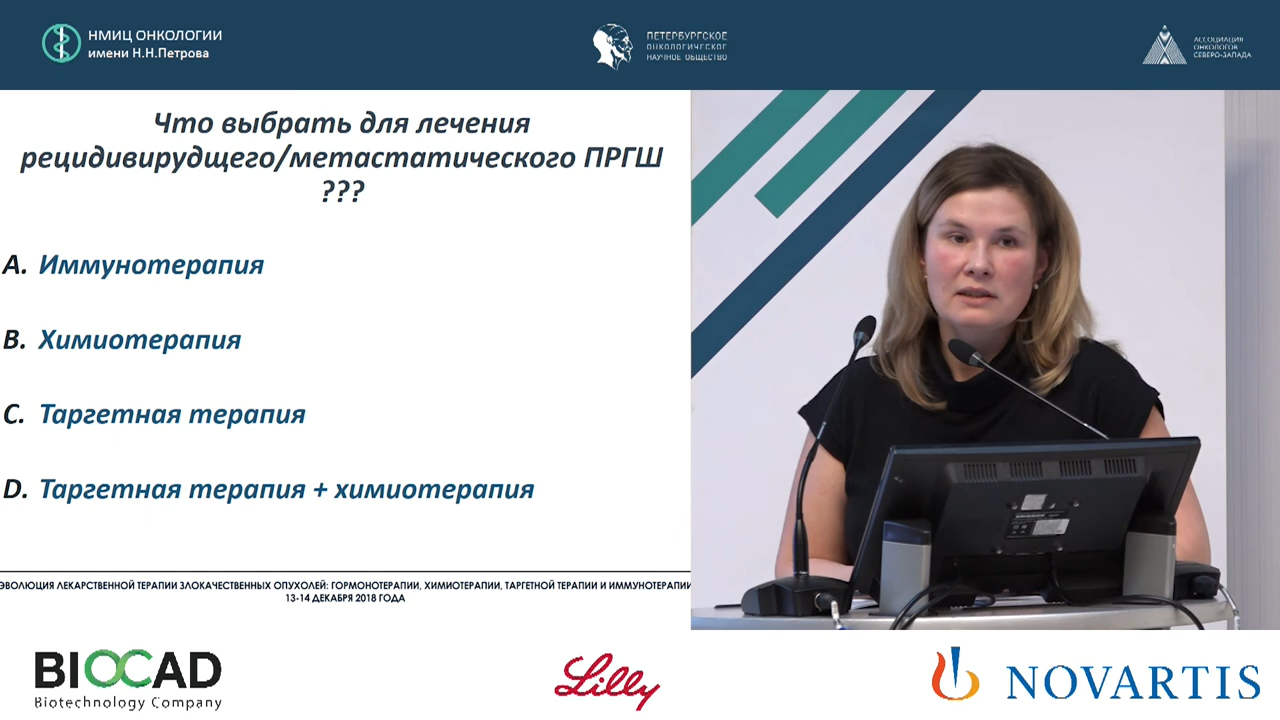 НМИЦ ОНКОЛОГИИ
имени Н.Н.Петрова
ПЕТЕРБУРГСКОЕ
ОНКОЛОГИЧЕСКОЕ
НАУЧНОЕ ОБЩЕСТВО
АССОЦИАЦИЯ
ОНКОЛОГОВ
СЕВЕРО-ЗАПАДА
Что выбрать для лечения
рецидивирудщего/метастатического ПРГШ
???
A. Иммунотерапия
B. Химиотерапия
C. Таргетная терапия
D. Таргетная терапия + химиотерапия
ЭВОЛЮЦИЯ ЛЕКАРСТВЕННОЙ ТЕРАПИИ ЗЛОКАЧЕСТВЕННЫХ ОПУХОЛЕЙ: ГОРМОНОТЕРАПИИ, ХИМИОТЕРАПИИ, ТАРГЕТНОЙ ТЕРАПИИ И ИММУНОТЕРАПИИ
13-14 ДЕКАБРЯ 2018 ГОДА
BIOCAD
Biotechnology Company
Lilly
NOVARTIS